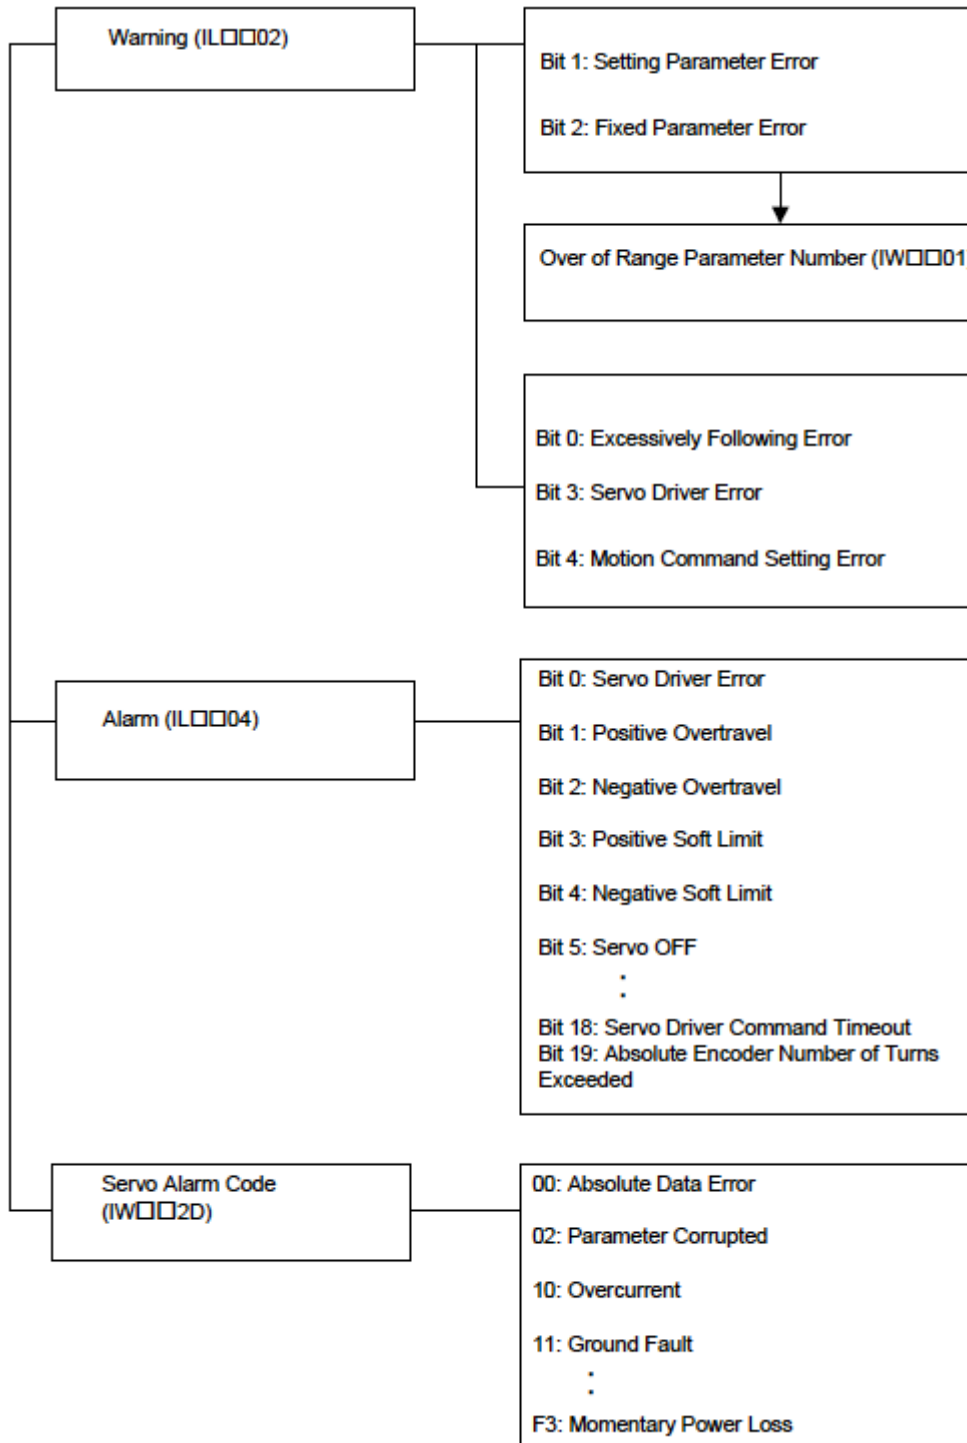 Warning (IL□□02)
Bit 1: Setting Parameter Error
Bit 2: Fixed Parameter Error
Over of Range Parameter Number (IW□□01
Bit 0: Excessively Following Error
Bit 3: Servo Driver Error
Bit 4: Motion Command Setting Error
Alarm (IL□□04)
Bit 0: Servo Driver Error
Bit 1: Positive Overtravel
Bit 2: Negative Overtravel
Bit 3: Positive Soft Limit
Bit 4: Negative Soft Limit
Bit 5: Servo OFF
:
Bit 18: Servo Driver Command Timeout
Bit 19: Absolute Encoder Number of Turns
Exceeded
Servo Alarm Code
(IW□□2D)
00: Absolute Data Error
02: Parameter Corrupted
10: Overcurrent
11: Ground Fault
:
F3: Momentary Power Loss